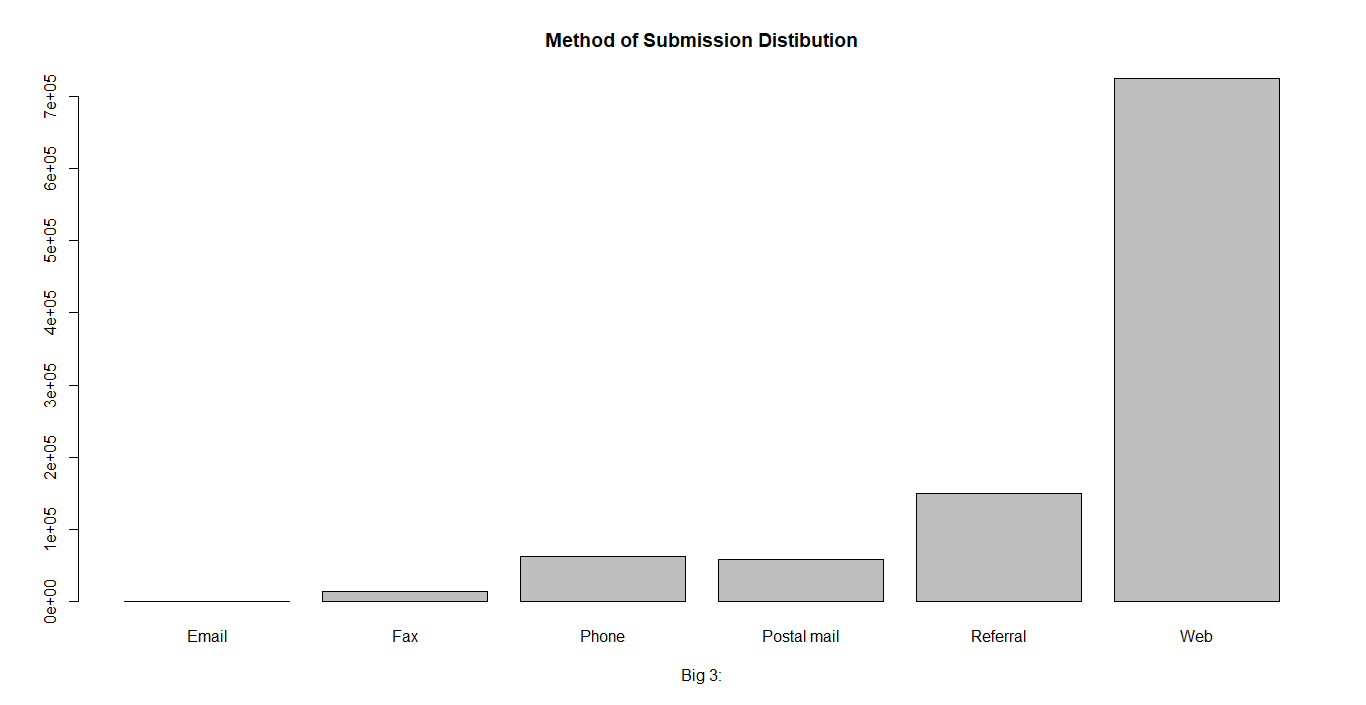 Method of Submission Distibution
7e+05
6e+05
5e+05
4e+05
3e+05
2e+05
1e+05
0e+00
Email Fax Phone Postal mail Referral Web
Big 3: